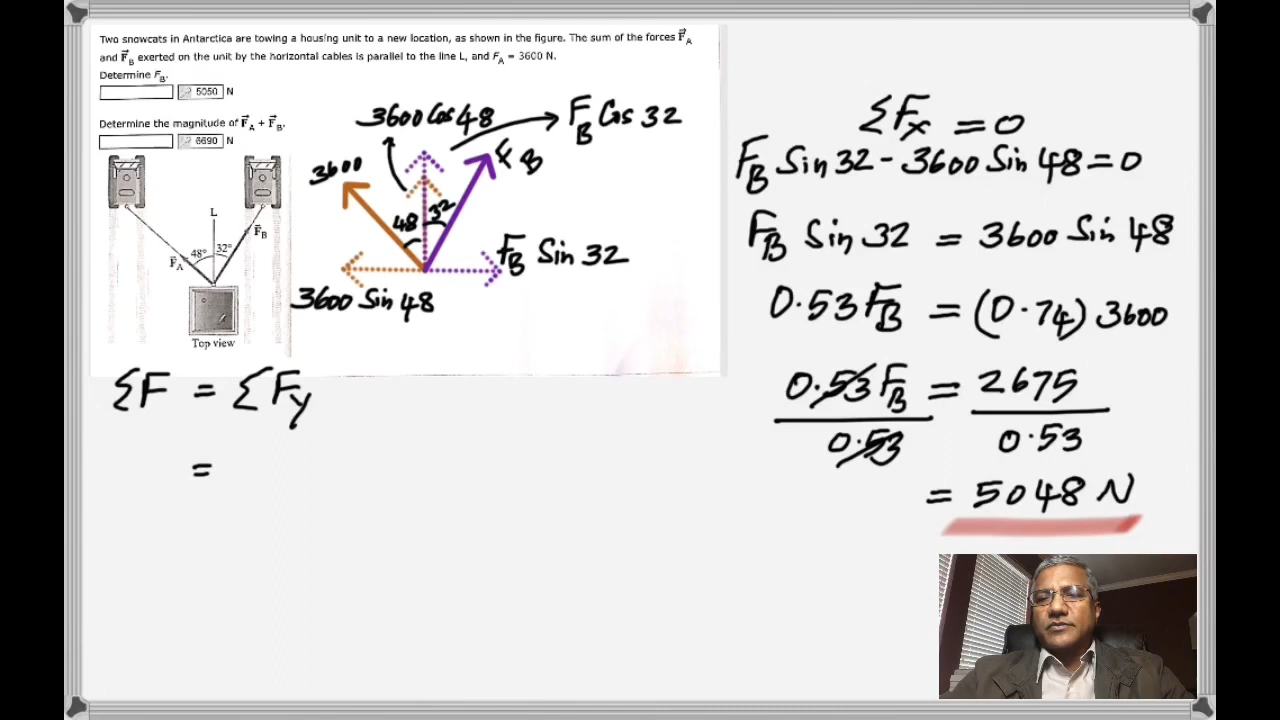 Two snowcats in Antarctica are towing a housing unit to a new location, as shown in the figure. The sum of the forces F⃗A
and F⃗B exerted on the unit by the horizontal cables is parallel to the line L, and FA = 3600 N.
Determine FB.
5050 N
Determine the magnitude of F⃗A + F⃗B.
6690 N
L
48° 32°
F⃗A
F⃗B
Top view
3600 Cos 48
FB Cos 32
3600
FB
48 32
FB Sin 32
3600 Sin 48
ΣF = ΣFy
=
ΣFx = 0
FB Sin 32 - 3600 Sin 48 = 0
FB Sin 32 = 3600 Sin 48
0.53 FB = (0.74) 3600
0.53 FB = 2675
0.53 0.53
= 5048 N